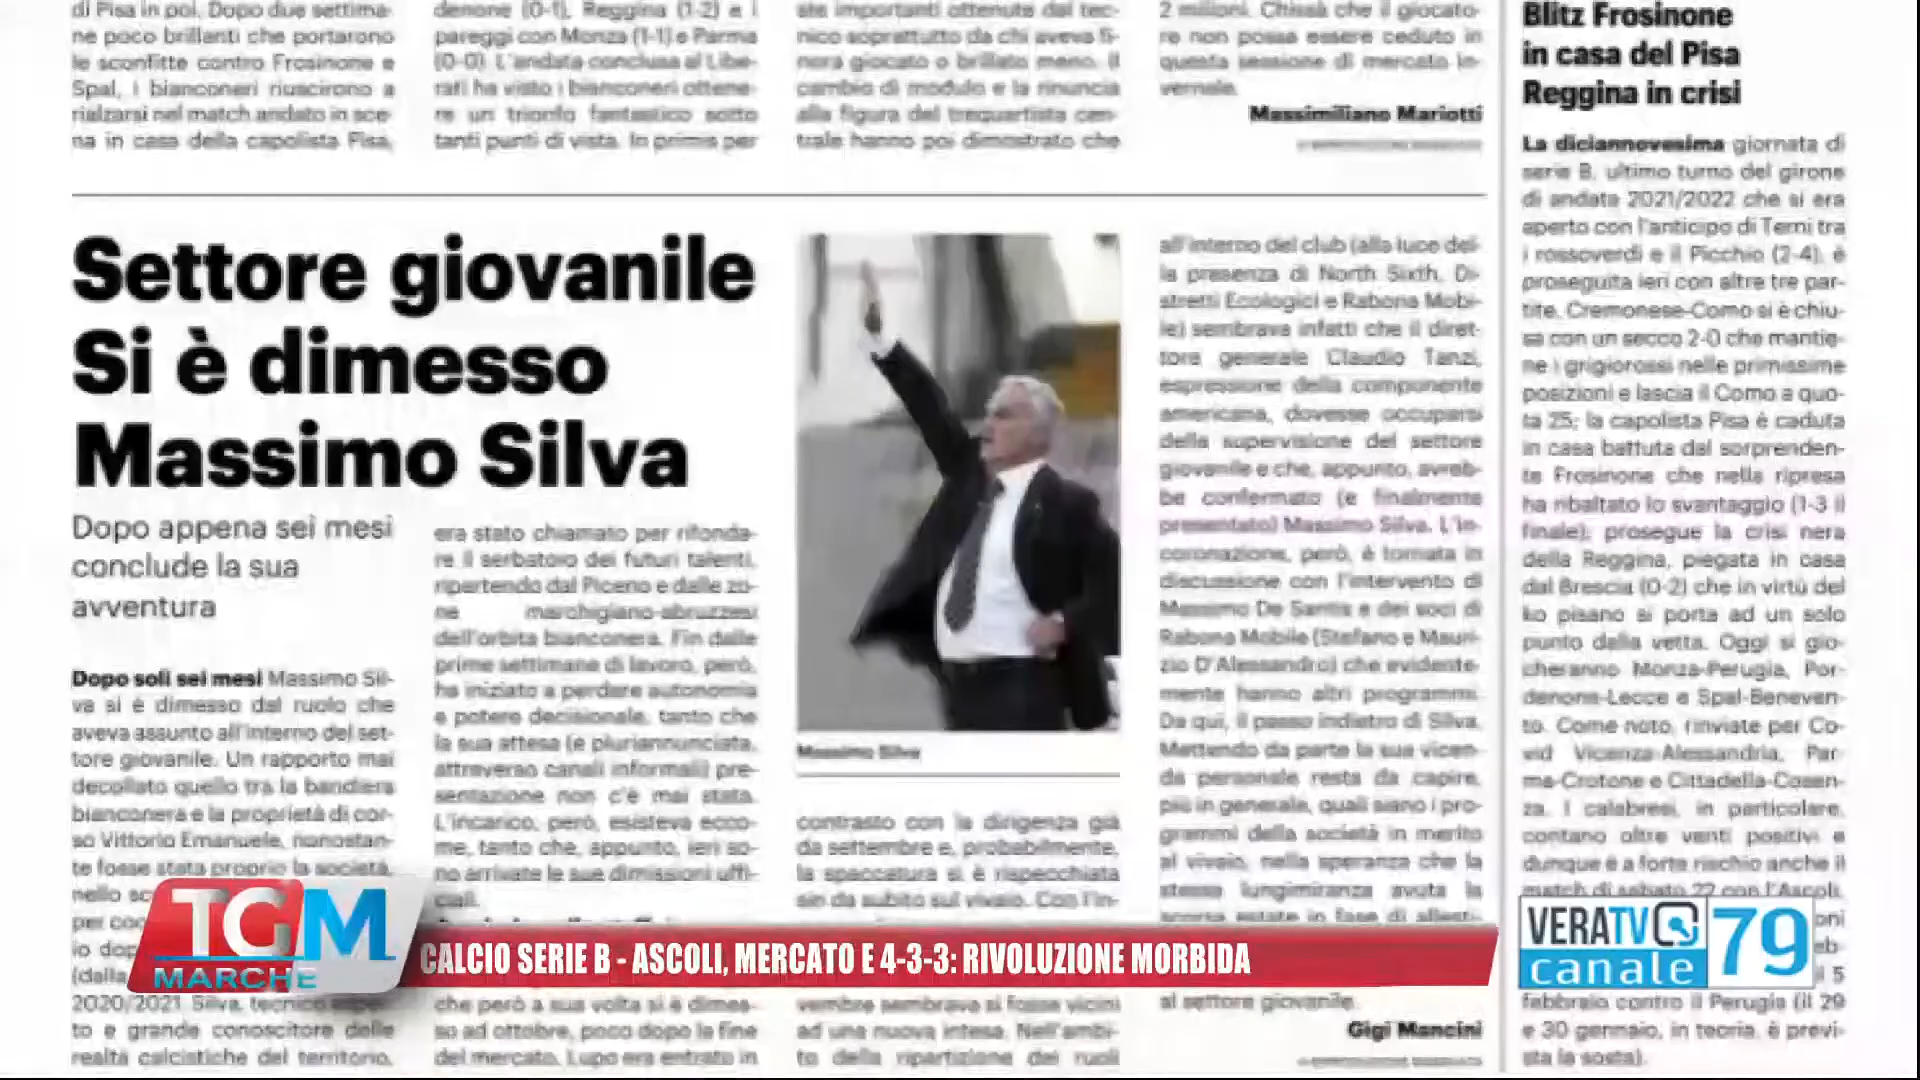 di Pisa in poi. Dopo due settima-
ne poco brillanti che portarono
le sconfitte contro Frosinone e
Spal, i bianconeri riuscirono a
rialzarsi nel match andato in sce-
na in casa della capolista Pisa,
denone (0-1), Reggina (1-2) e i
pareggi con Monza (1-1) e Parma
(0-0). L'andata conclusa al Libe-
rati ha visto i bianconeri ottene-
re un trionfo fantastico sotto
tanti punti di vista. In primis per
ste importanti ottenute dal tec-
nico soprattutto da chi aveva fi-
nora giocato o brillato meno. Il
cambio di modulo e la rinuncia
alla figura del trequartista cen-
trale hanno poi dimostrato che
2 milioni. Chissà che il giocato-
re non possa essere ceduto in
questa sessione di mercato in-
vernale.
Massimiliano Mariotti
Settore giovanile
Si è dimesso
Massimo Silva
Dopo appena sei mesi
conclude la sua
avventura
Dopo soli sei mesi Massimo Sil-
va si è dimesso dal ruolo che
aveva assunto all'interno del set-
tore giovanile. Un rapporto mai
decollato quello tra la bandiera
bianconera e la proprietà di cor-
so Vittorio Emanuele, nonostan-
te fosse stata proprio la società,
nello
per
io
(dalla
2020/2021. Silva, tecnico
to e grande conoscitore delle
realtà calcistiche del territorio,
era stato chiamato per rifonda-
re il serbatoio dei futuri talenti,
ripartendo dal Piceno e dalle zo-
ne marchigiano-abruzzesi
dell'orbita bianconera. Fin dalle
prime settimane di lavoro, però,
ha iniziato a perdere autonomia
e potere decisionale, tanto che
la sua attesa (e pluriannunciata,
attraverso canali informali) pre-
sentazione non c'è mai stata.
L'incarico, però, esisteva ecco-
me, tanto che, appunto, ieri so-
no arrivate le sue dimissioni uffi-
ciali.
che però a sua volta si è dimes-
so ad ottobre, poco dopo la fine
del mercato. Lupo era entrato in
Massimo Silva
contrasto con la dirigenza già
da settembre e, probabilmente,
la spaccatura si è rispecchiata
sin da subito sul vivaio. Con l'in-
vembre sembrava si fosse vicini
ad una nuova intesa. Nell'ambi-
to della ripartizione dei ruoli
all'interno del club (alla luce del-
la presenza di North Sixth, Di-
stretti Ecologici e Rabona Mobi-
le) sembrava infatti che il diret-
tore generale Claudio Tanzi,
espressione della componente
americana, dovesse occuparsi
della supervisione del settore
giovanile e che, appunto, avreb-
be confermato (e finalmente
presentato) Massimo Silva. L'in-
coronazione, però, è tornata in
discussione con l'intervento di
Massimo De Santis e dei soci di
Rabona Mobile (Stefano e Mauri-
zio D'Alessandro) che evidente-
mente hanno altri programmi.
Da qui, il passo indietro di Silva.
Mettendo da parte la sua vicen-
da personale resta da capire,
più in generale, quali siano i pro-
grammi della società in merito
al vivaio, nella speranza che la
stessa lungimiranza avuta la
scorsa estate in fase di allesti-
al settore giovanile.
Gigi Mancini
Blitz Frosinone
in casa del Pisa
Reggina in crisi
La diciannovesima giornata di
serie B, ultimo turno del girone
di andata 2021/2022 che si era
aperto con l'anticipo di Terni tra
i rossoverdi e il Picchio (2-4), è
proseguita ieri con altre tre par-
tite. Cremonese-Como si è chiu-
sa con un secco 2-0 che mantie-
ne i grigiorossi nelle primissime
posizioni e lascia il Como a quo-
ta 25; la capolista Pisa è caduta
in casa battuta dal sorprenden-
te Frosinone che nella ripresa
ha ribaltato lo svantaggio (1-3 il
finale); prosegue la crisi nera
della Reggina, piegata in casa
dal Brescia (0-2) che in virtù del
ko pisano si porta ad un solo
punto dalla vetta. Oggi si gio-
cheranno Monza-Perugia, Por-
denone-Lecce e Spal-Beneven-
to. Come noto, rinviate per Co-
vid Vicenza-Alessandria, Par-
ma-Crotone e Cittadella-Cosen-
za. I calabresi, in particolare,
contano oltre venti positivi e
dunque è a forte rischio anche il
match di sabato 22 con l'Ascoli.
l 5
febbraio contro il Perugia (il 29
e 30 gennaio, in teoria, è previ-
sta la sosta).
TGM
MARCHE
CALCIO SERIE B - ASCOLI, MERCATO E 4-3-3: RIVOLUZIONE MORBIDA
VERATV
canale 79